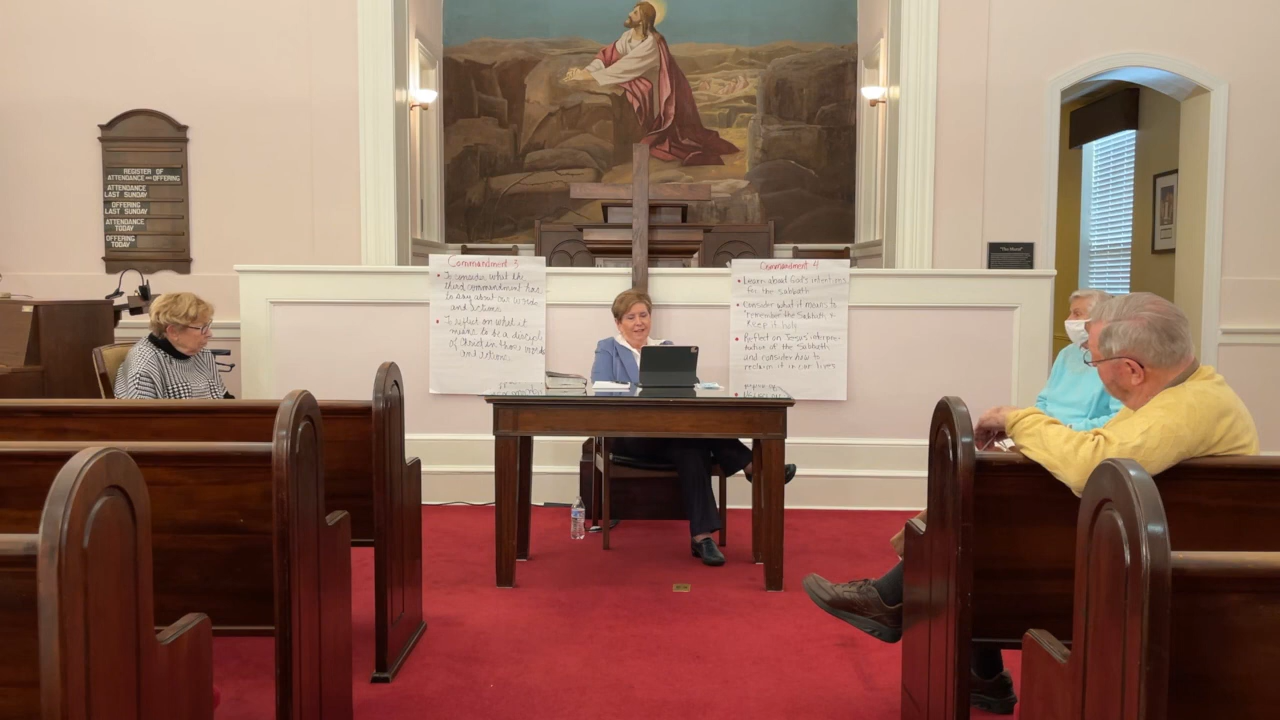 REGISTER OF
ATTENDANCE AND OFFERING
ATTENDANCE
LAST SUNDAY
OFFERING
LAST SUNDAY
ATTENDANCE
TODAY
OFFERING
TODAY
Commandment 3
• To consider what the
third commandment has
to say about our words
and actions
• To reflect on what it
means to be a disciple
of Christ in
and actions
Commandment 4
• Learn about God's intentions
for the sabbath
• Consider what it means to
"remember the Sabbath, &
Keep it holy
• Reflect on Jesus' interpre-
tation of the Sabbath
and consider how to
reclaim it in our lives